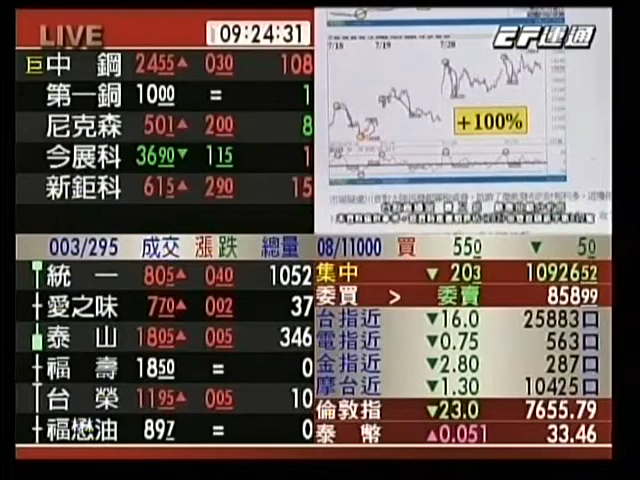 LIVE 09:24:31
巨中鋼 2455▲ 030 108
第一銅 1000 = 1
尼克森 501▲ 200 8
今展科 3690▼ 115 1
新鉅科 615▲ 290 15
7/18 7/19 7/20
+100%
003/295 成交 漲跌 總量
統一 805▲ 040 1052
愛之味 770▲ 002 37
泰山 1805▲ 005 346
福壽 1850 = 0
台榮 1195▲ 005 10
福懋油 897 = 0
08/11000 買 550 ▼ 50
集中 ▼ 203 1092652
委買 > 委賣 85899
台指近 ▼16.0 25883口
電指近 ▼0.75 563口
金指近 ▼2.80 287口
摩台近 ▼1.30 10425口
倫敦指 ▼23.0 7655.79
泰幣 ▲0.051 33.46